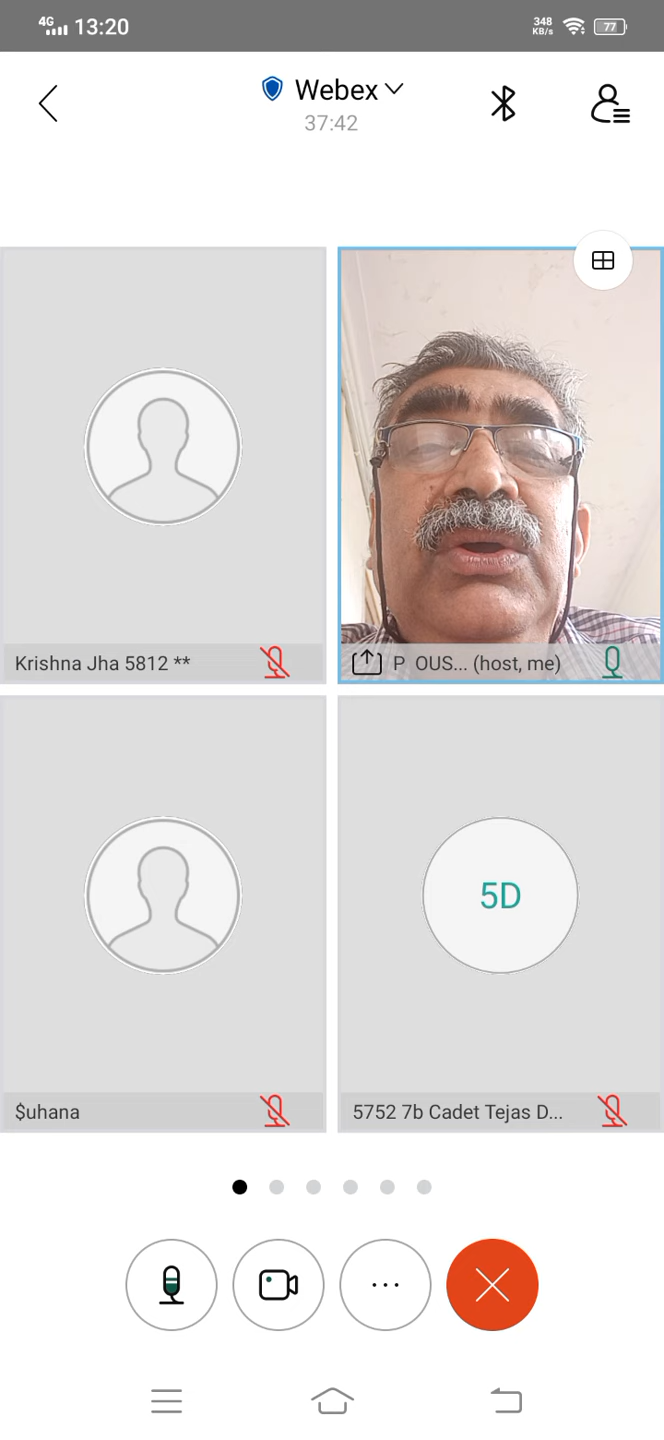 4G 13:20 348 KB/s 77
Webex
37:42
Krishna Jha 5812 **
P OUS... (host, me)
5D
$uhana
5752 7b Cadet Tejas D...